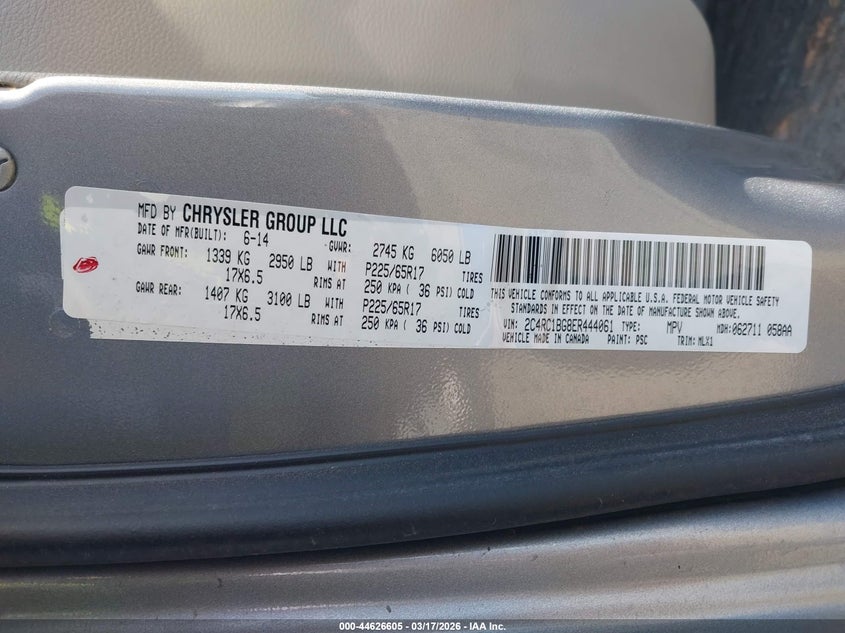 MFD BY CHRYSLER GROUP LLC
DATE OF MFR(BUILT): 6-14 GVWR: 2745 KG 6050 LB
GAWR FRONT: 1339 KG 2950 LB WITH P225/65R17 TIRES
17X6.5 RIMS AT 250 KPA ( 36 PSI) COLD
GAWR REAR: 1407 KG 3100 LB WITH P225/65R17 TIRES
17X6.5 RIMS AT 250 KPA ( 36 PSI) COLD
THIS VEHICLE CONFORMS TO ALL APPLICABLE U.S.A. FEDERAL MOTOR VEHICLE SAFETY
STANDARDS IN EFFECT ON THE DATE OF MANUFACTURE SHOWN ABOVE.
VIN: 2C4RC1BG8ER444061 TYPE: MPV MDH:062711 058AA
VEHICLE MADE IN CANADA PAINT: PSC TRIM: MLX1
000-44626605 - 03/17/2026 - IAA Inc.